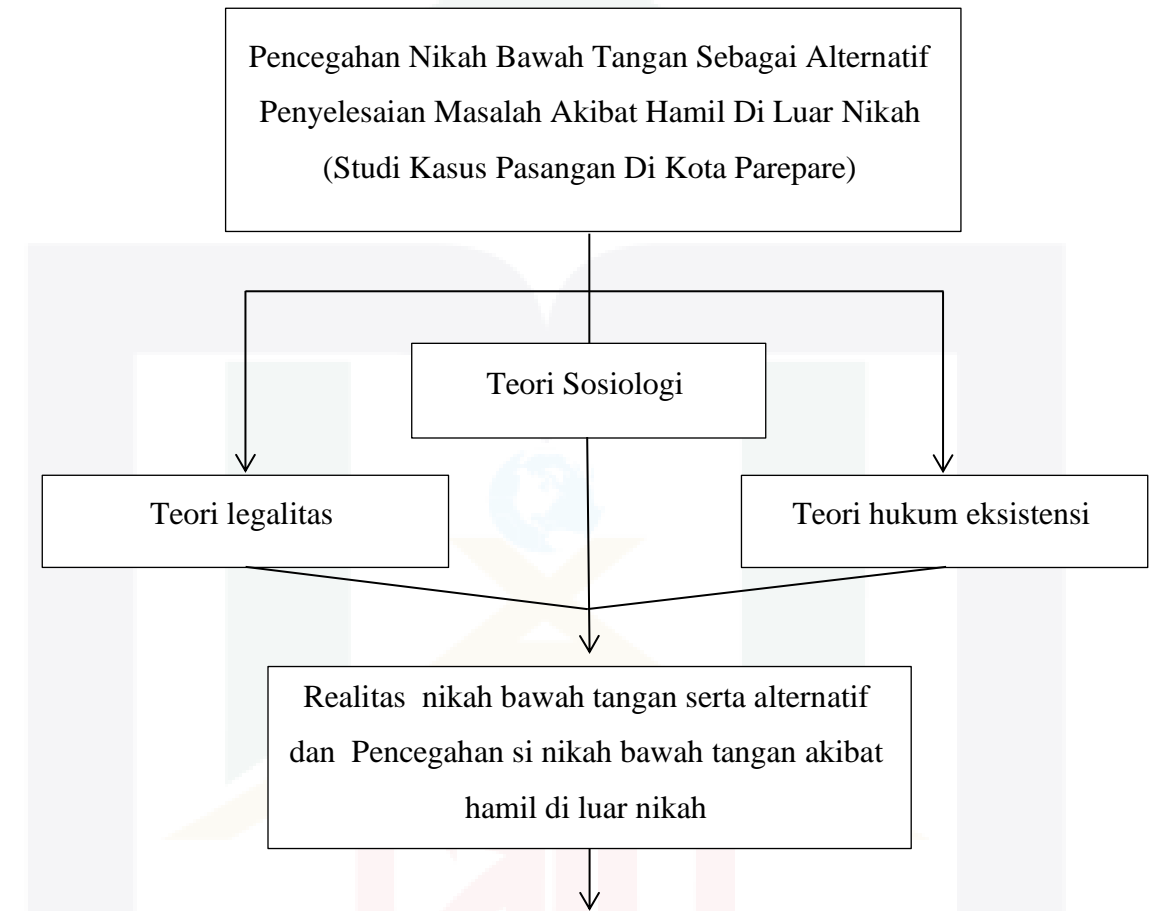 Pencegahan Nikah Bawah Tangan Sebagai Alternatif
Penyelesaian Masalah Akibat Hamil Di Luar Nikah
(Studi Kasus Pasangan Di Kota Parepare)
Teori Sosiologi
Teori legalitas
Teori hukum eksistensi
Realitas nikah bawah tangan serta alternatif
dan Pencegahan si nikah bawah tangan akibat
hamil di luar nikah